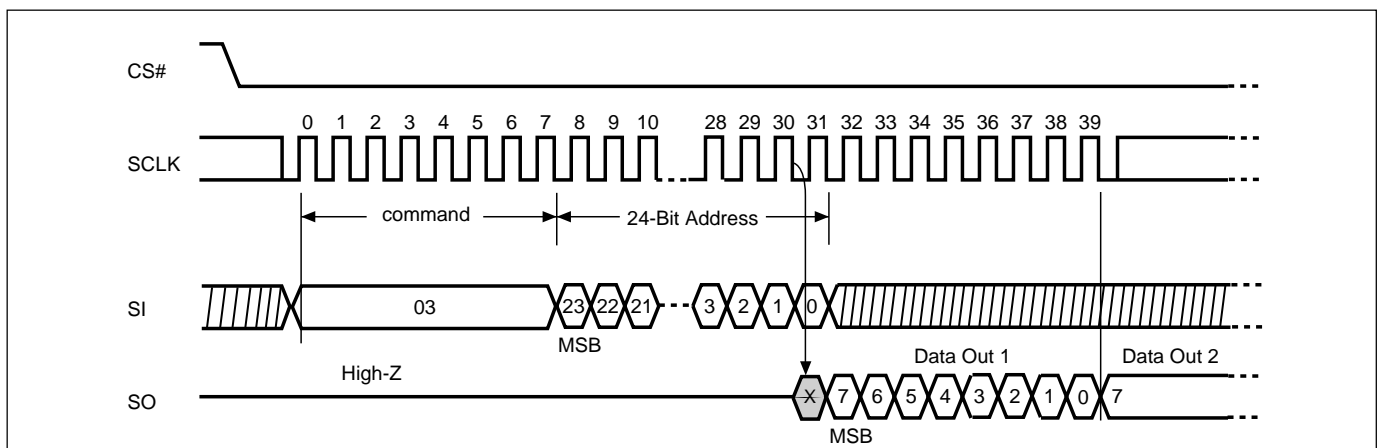 CS#
0 1 2 3 4 5 6 7 8 9 10 28 29 30 31 32 33 34 35 36 37 38 39
SCLK
command
24-Bit Address
SI
03
23 22 21 3 2 1 0
MSB
Data Out 1
Data Out 2
High-Z
SO
X 7 6 5 4 3 2 1 0 7
MSB